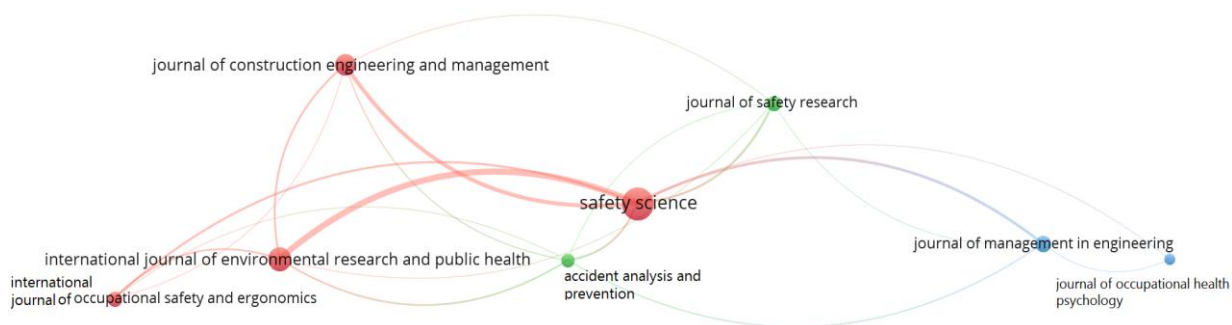 journal of construction engineering and management
journal of safety research
safety science
journal of management in engineering
international journal of environmental research and public health
accident analysis and
prevention
journal of occupational health
psychology
international
journal of occupational safety and ergonomics